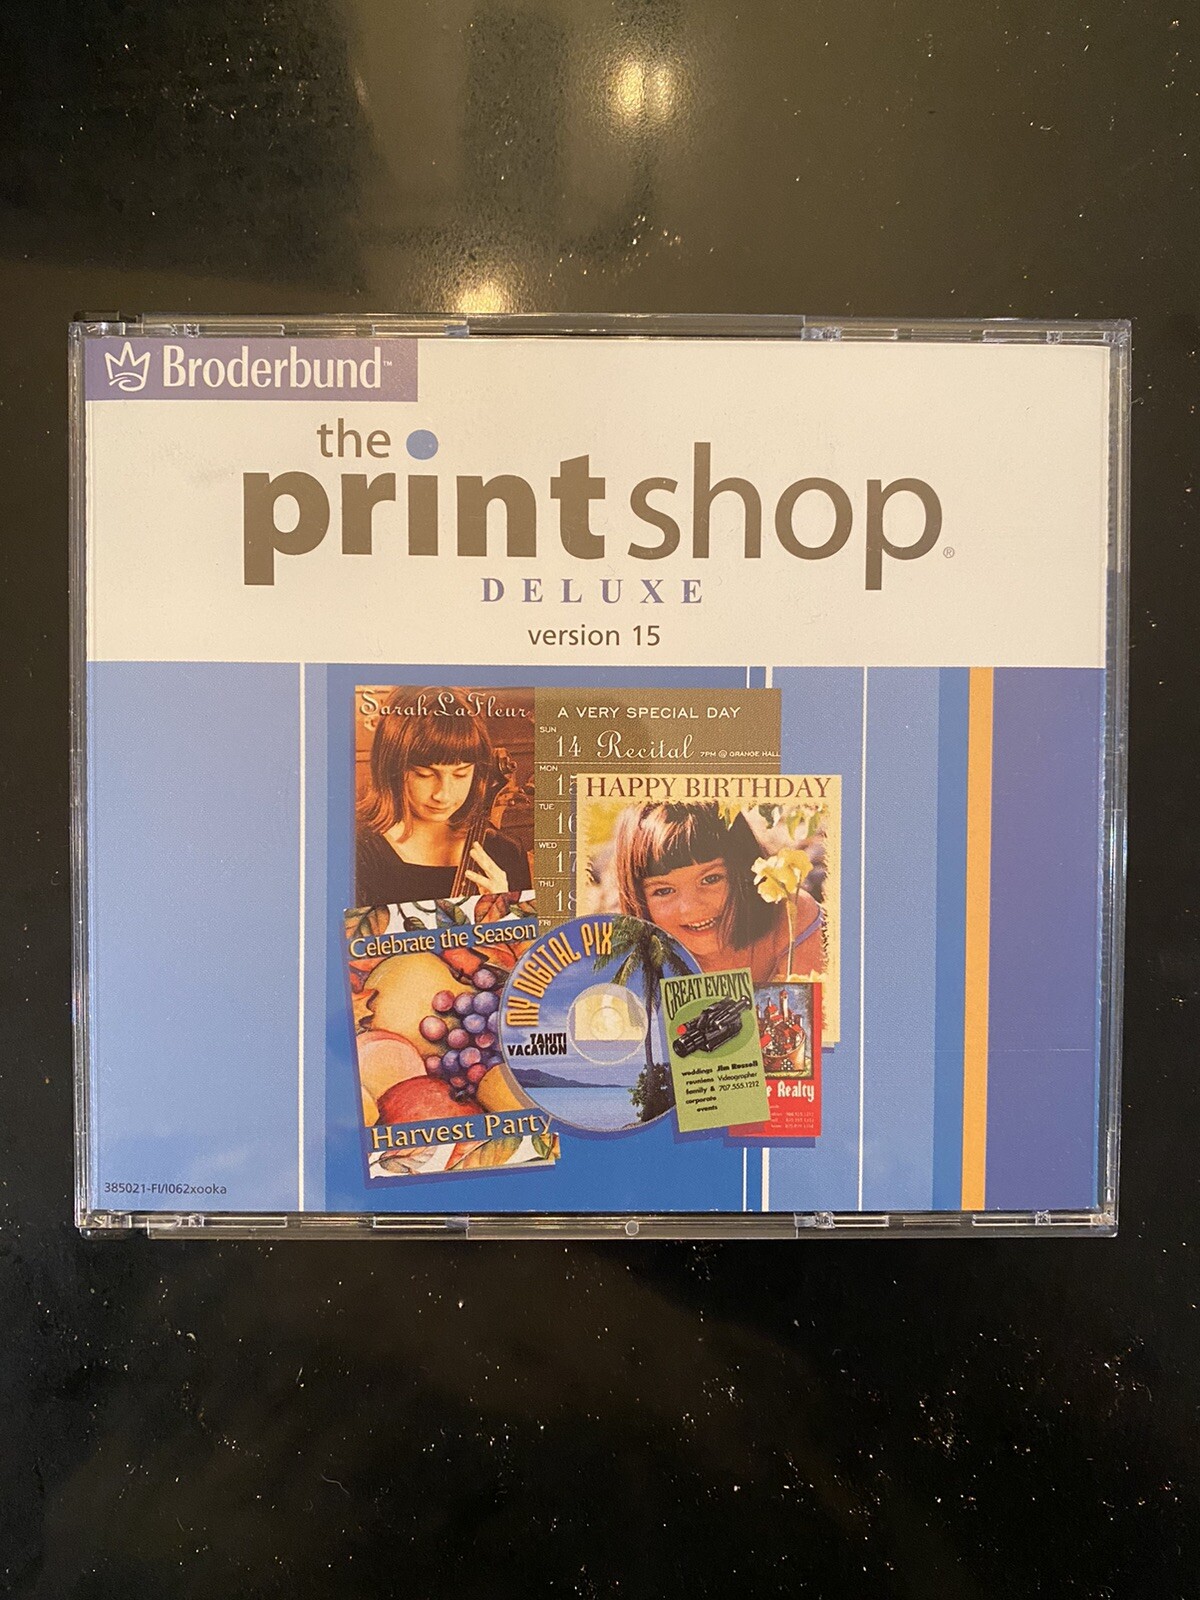 Broderbund™
the
printshop®
DELUXE
version 15
Sarah LaFleur
A VERY SPECIAL DAY
SUN
14 Recital 7PM @ GRANGE HALL
MON
15
TUE
16
WED
17
THU
18
FRI
HAPPY BIRTHDAY
Celebrate the Season
Harvest Party
MY DIGITAL PIX
TAHITI
VACATION
GREAT EVENTS
weddings Jim Russell
reunions Videographer
family & 707.555.1212
corporate
events
e Realty
385021-FI/I062xooka